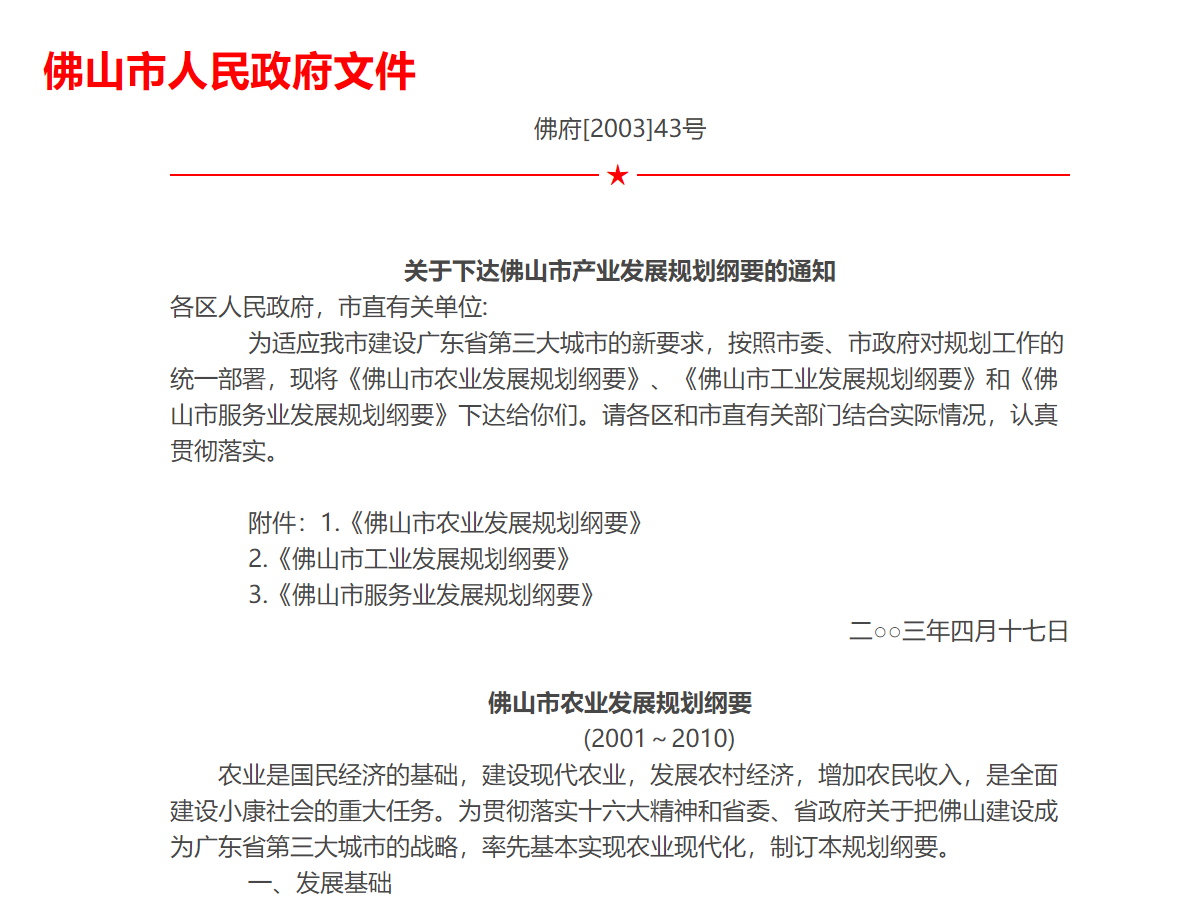 佛山市人民政府文件
佛府[2003]43号
★
关于下达佛山市产业发展规划纲要的通知
各区人民政府，市直有关单位:
为适应我市建设广东省第三大城市的新要求，按照市委、市政府对规划工作的
统一部署，现将《佛山市农业发展规划纲要》、《佛山市工业发展规划纲要》和《佛
山市服务业发展规划纲要》下达给你们。请各区和市直有关部门结合实际情况，认真
贯彻落实。
附件：1.《佛山市农业发展规划纲要》
2.《佛山市工业发展规划纲要》
3.《佛山市服务业发展规划纲要》
二○○三年四月十七日
佛山市农业发展规划纲要
(2001～2010)
农业是国民经济的基础，建设现代农业，发展农村经济，增加农民收入，是全面
建设小康社会的重大任务。为贯彻落实十六大精神和省委、省政府关于把佛山建设成
为广东省第三大城市的战略，率先基本实现农业现代化，制订本规划纲要。
一、发展基础